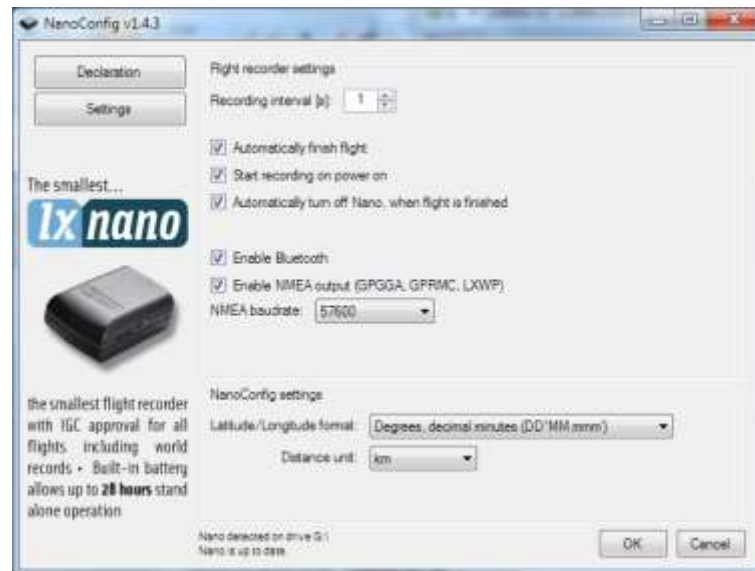 NanoConfig v1.4.3
Declaration
Settings
The smallest...
lx nano
the smallest flight recorder
with IGC approval for all
flights including world
records • Built-in battery
allows up to 28 hours stand
alone operation
Flight recorder settings
Recording interval [s]: 1
Automatically finish flight
Start recording on power on
Automatically turn off Nano, when flight is finished
Enable Bluetooth
Enable NMEA output (GPGGA, GPRMC, LXWP)
NMEA baudrate: 57600
NanoConfig settings
Latitude/Longitude format: Degrees, decimal minutes (DD°MM.mmm')
Distance unit: km
Nano detected on drive G:\
Nano is up to date.
OK Cancel